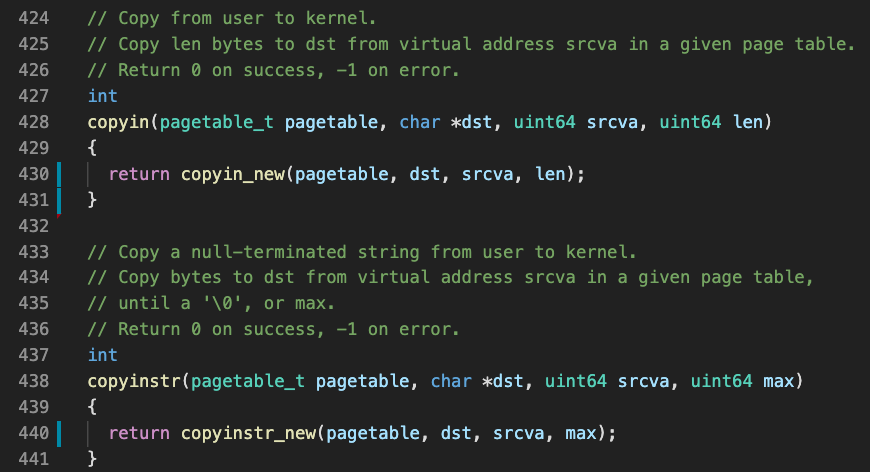 424 // Copy from user to kernel.
425 // Copy len bytes to dst from virtual address srcva in a given page table.
426 // Return 0 on success, -1 on error.
427 int
428 copyin(pagetable_t pagetable, char *dst, uint64 srcva, uint64 len)
429 {
430   return copyin_new(pagetable, dst, srcva, len);
431 }
432
433 // Copy a null-terminated string from user to kernel.
434 // Copy bytes to dst from virtual address srcva in a given page table,
435 // until a '\0', or max.
436 // Return 0 on success, -1 on error.
437 int
438 copyinstr(pagetable_t pagetable, char *dst, uint64 srcva, uint64 max)
439 {
440   return copyinstr_new(pagetable, dst, srcva, max);
441 }